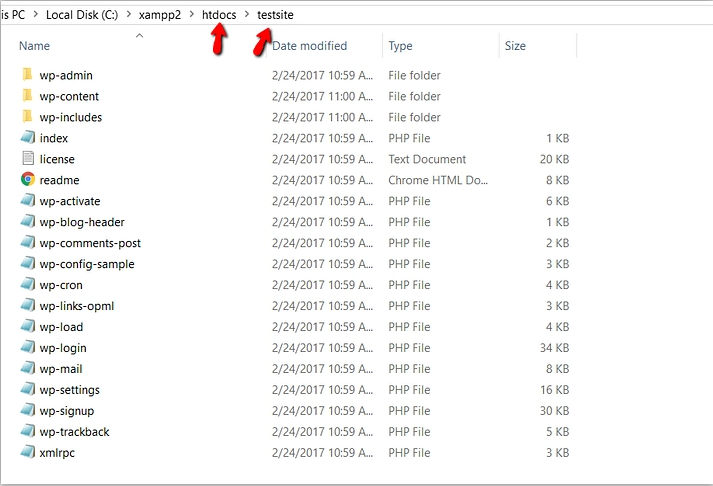 is PC > Local Disk (C:) > xampp2 > htdocs > testsite
Name Date modified Type Size
wp-admin 2/24/2017 10:59 A... File folder
wp-content 2/24/2017 11:00 A... File folder
wp-includes 2/24/2017 11:00 A... File folder
index 2/24/2017 10:59 A... PHP File 1 KB
license 2/24/2017 10:59 A... Text Document 20 KB
readme 2/24/2017 10:59 A... Chrome HTML Do... 8 KB
wp-activate 2/24/2017 10:59 A... PHP File 6 KB
wp-blog-header 2/24/2017 10:59 A... PHP File 1 KB
wp-comments-post 2/24/2017 10:59 A... PHP File 2 KB
wp-config-sample 2/24/2017 10:59 A... PHP File 3 KB
wp-cron 2/24/2017 10:59 A... PHP File 4 KB
wp-links-opml 2/24/2017 10:59 A... PHP File 3 KB
wp-load 2/24/2017 10:59 A... PHP File 4 KB
wp-login 2/24/2017 10:59 A... PHP File 34 KB
wp-mail 2/24/2017 10:59 A... PHP File 8 KB
wp-settings 2/24/2017 10:59 A... PHP File 16 KB
wp-signup 2/24/2017 10:59 A... PHP File 30 KB
wp-trackback 2/24/2017 10:59 A... PHP File 5 KB
xmlrpc 2/24/2017 10:59 A... PHP File 3 KB